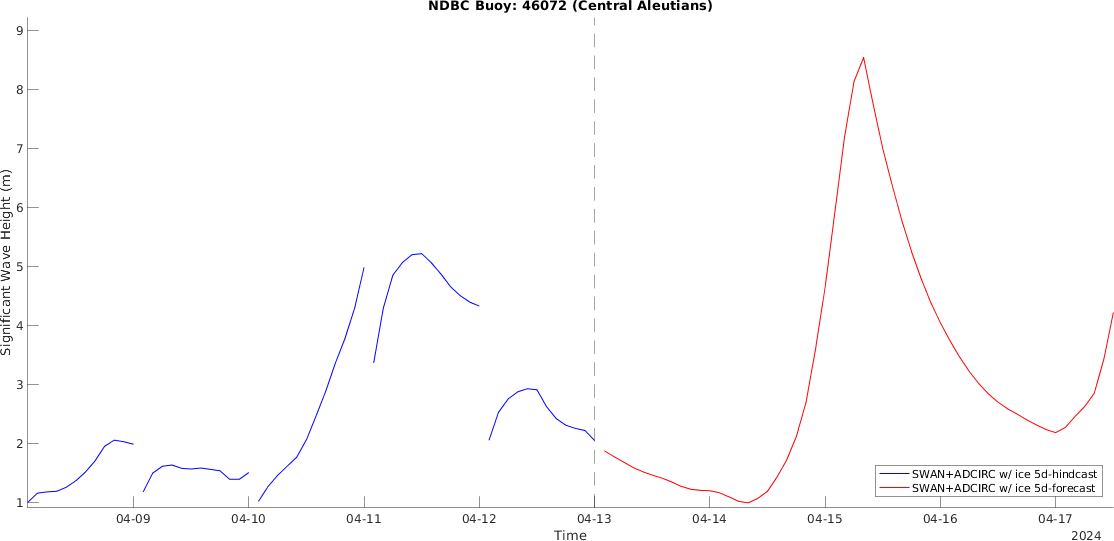 NDBC Buoy: 46072 (Central Aleutians)
Significant Wave Height (m)
9
8
7
6
5
4
3
2
1
SWAN+ADCIRC w/ ice 5d-hindcast
SWAN+ADCIRC w/ ice 5d-forecast
04-09 04-10 04-11 04-12 04-13 04-14 04-15 04-16 04-17
Time
2024